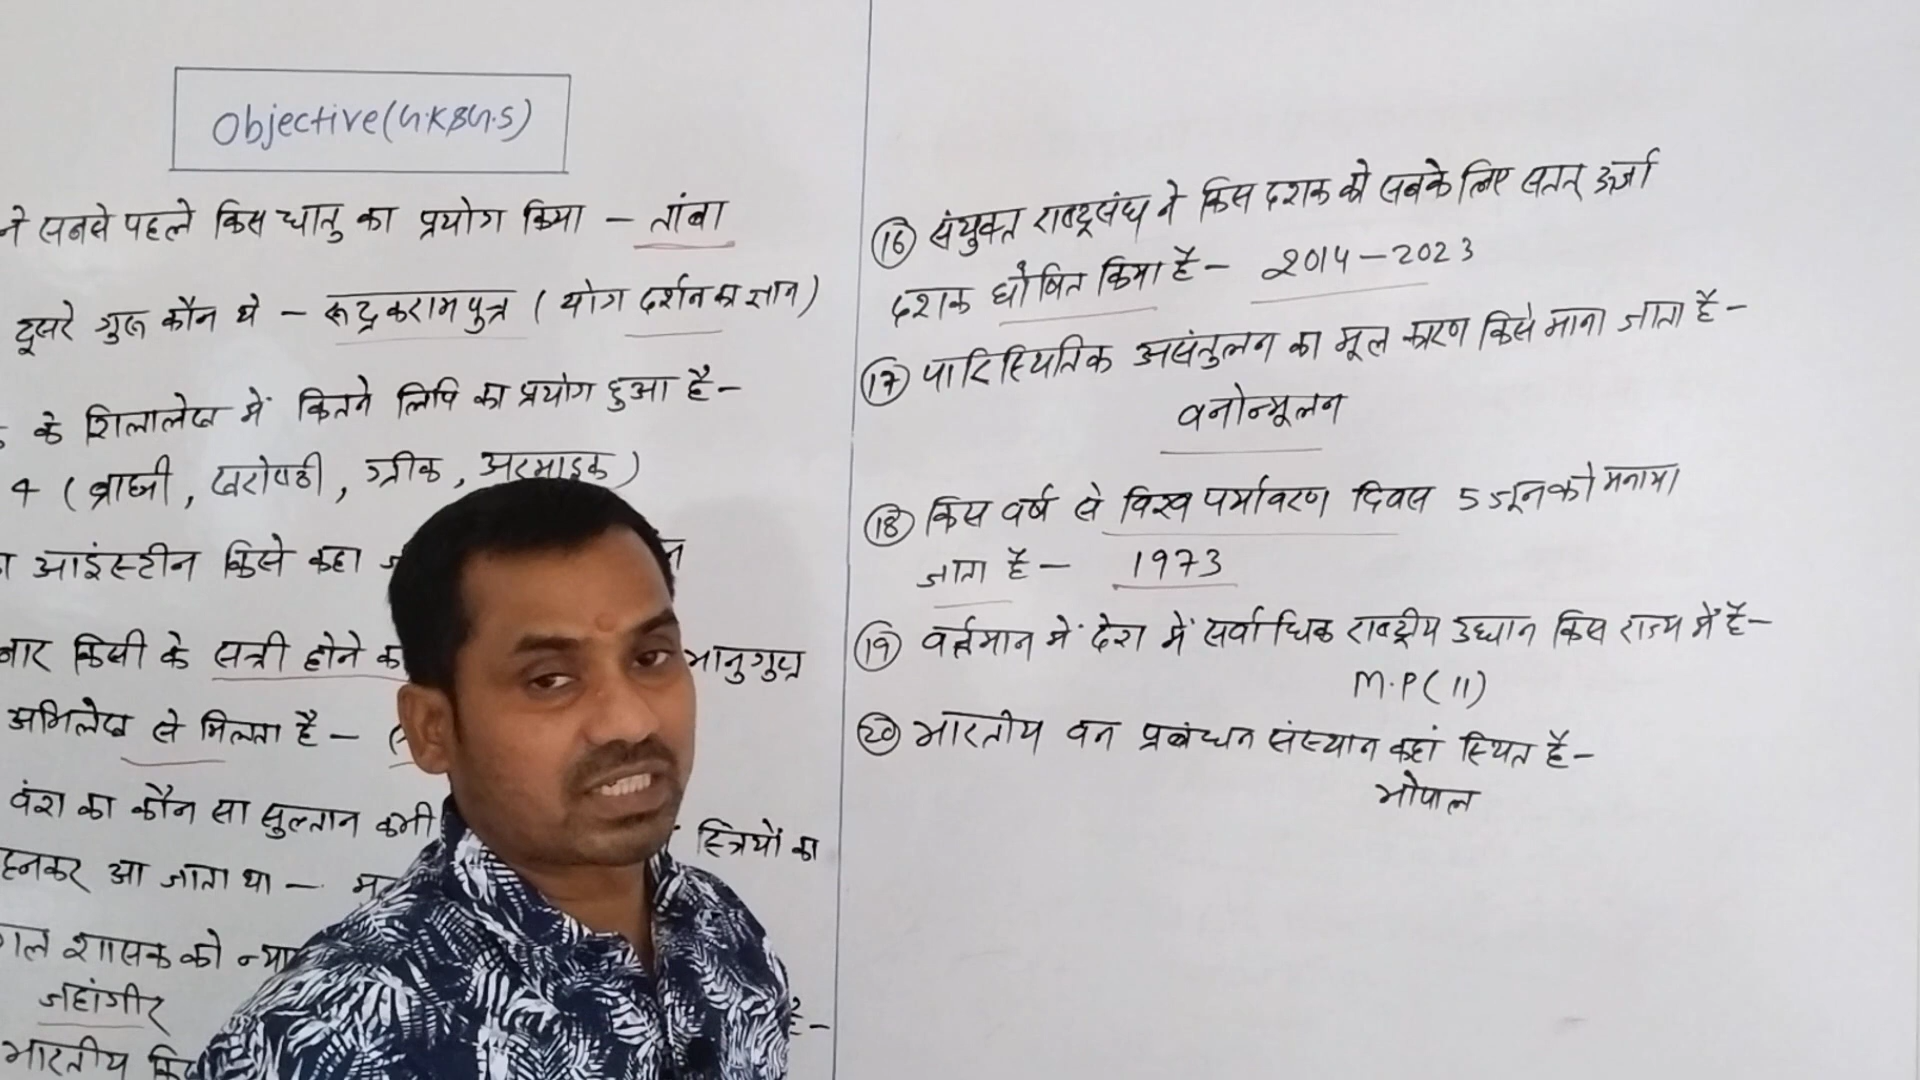 Objective(G.K&G.S)
ने सबसे पहले किस धातु का प्रयोग किया – तांबा
दूसरे गुरू कौन थे – रूद्रकरामपुत्र ( योग दर्शन का ज्ञान )
के शिलालेख में कितने लिपि का प्रयोग हुआ है–
4 ( ब्राह्मी , खरोष्ठी , ग्रीक , अरमाइक )
आइंस्टीन किसे कहा
बार किसी के सत्ती होने भानुगुप्त
अभिलेख से मिलता है –
वंश का कौन सा सुल्तान कभी स्त्रियों का
आ जाता था –
शासक को
जहांगीर
है–
भारतीय
(16) संयुक्त राष्ट्रसंघ ने किस दशक को सबके लिए सतत् ऊर्जा
दशक घोषित किया है– 2014–2023
(17) पारिस्थितिक असंतुलन का मूल कारण किसे माना जाता है–
वनोन्मूलन
(18) किस वर्ष से विश्व पर्यावरण दिवस 5 जून को मनाया
जाता है– 1973
(19) वर्तमान में देश में सर्वाधिक राष्ट्रीय उद्यान किस राज्य में है–
M.P(11)
(20) भारतीय वन प्रबंधन संस्थान कहां स्थित है–
भोपाल